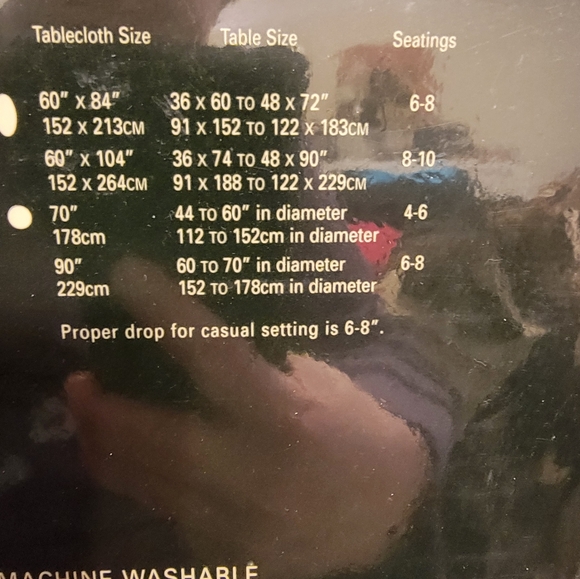 Tablecloth Size Table Size Seatings
60" x 84" 36 x 60 TO 48 x 72" 6-8
152 x 213CM 91 x 152 TO 122 x 183CM
60" x 104" 36 x 74 TO 48 x 90" 8-10
152 x 264CM 91 x 188 TO 122 x 229CM
70" 44 TO 60" in diameter 4-6
178cm 112 TO 152cm in diameter
90" 60 TO 70" in diameter 6-8
229cm 152 TO 178cm in diameter
Proper drop for casual setting is 6-8".
MACHINE WASHABLE